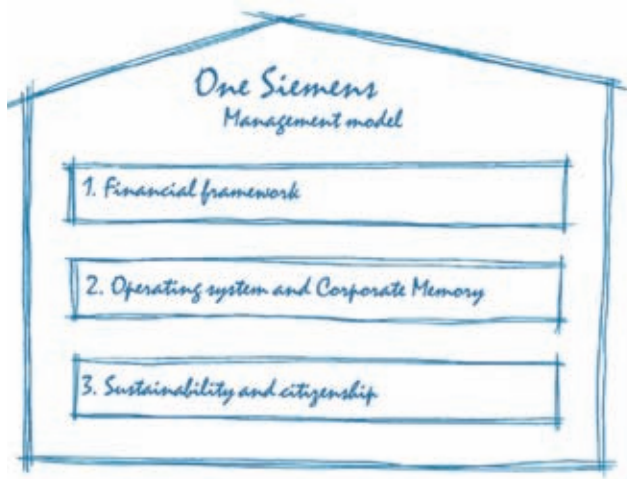 One Siemens
Management model
1. Financial framework
2. Operating system and Corporate Memory
3. Sustainability and citizenship